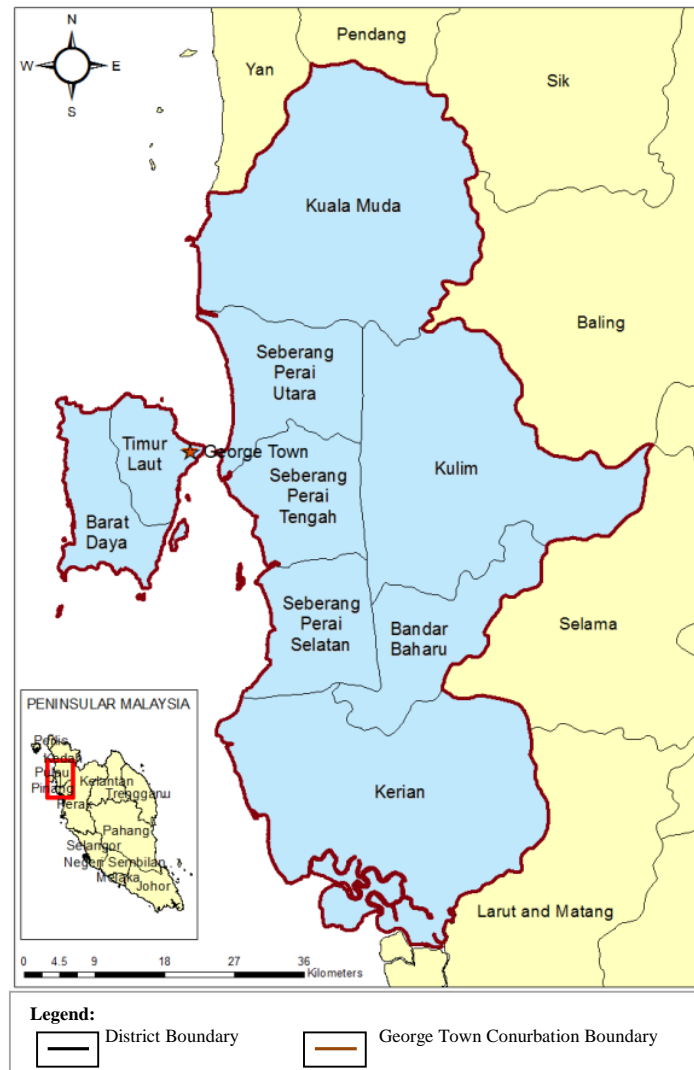 N
W
E
S
Pendang
Yan
Sik
Kuala Muda
Baling
Seberang
Perai
Utara
Timur
Laut
George Town
Kulim
Seberang
Perai
Tengah
Barat
Daya
Seberang
Perai
Selatan
Bandar
Baharu
Selama
PENINSULAR MALAYSIA
Perlis
Kedah
Pulau
Pinang
Kelantan
Trengganu
Perak
Pahang
Selangor
Negeri Sembilan
Melaka
Johor
Kerian
Larut and Matang
0 4.5 9 18 27 36
Kilometers
Legend:
District Boundary
George Town Conurbation Boundary